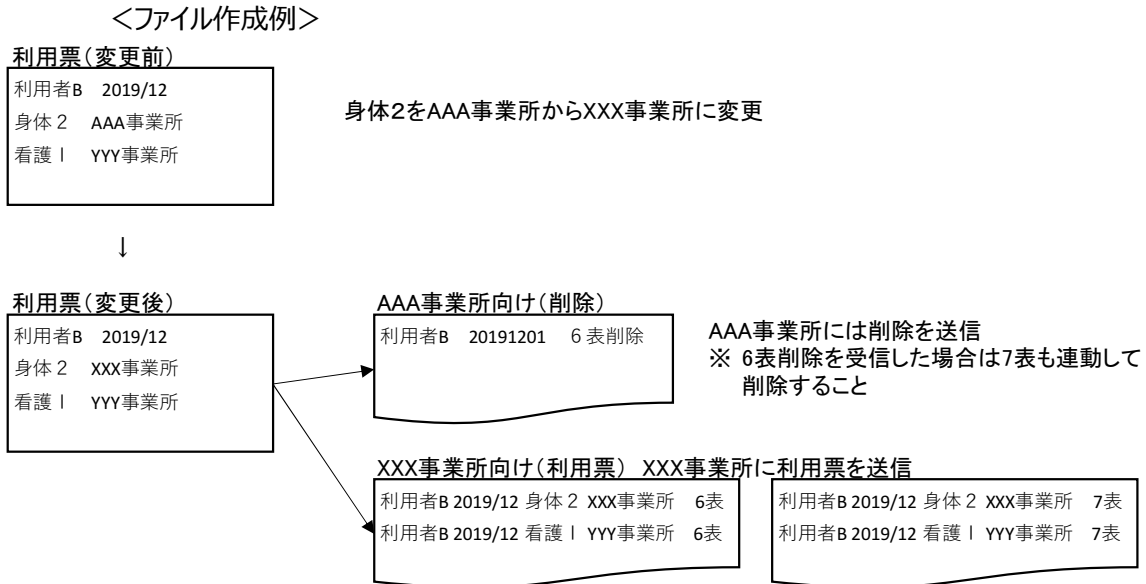 ＜ファイル作成例＞
利用票（変更前）
利用者B　2019/12
身体２　AAA事業所
看護Ⅰ　YYY事業所
身体2をAAA事業所からXXX事業所に変更
↓
利用票（変更後）
利用者B　2019/12
身体２　XXX事業所
看護Ⅰ　YYY事業所
AAA事業所向け（削除）
利用者B　20191201　６表削除
AAA事業所には削除を送信
※ 6表削除を受信した場合は7表も連動して
削除すること
XXX事業所向け（利用票）　XXX事業所に利用票を送信
利用者B 2019/12 身体２ XXX事業所　6表
利用者B 2019/12 看護Ⅰ YYY事業所　6表
利用者B 2019/12 身体２ XXX事業所　7表
利用者B 2019/12 看護Ⅰ YYY事業所　7表